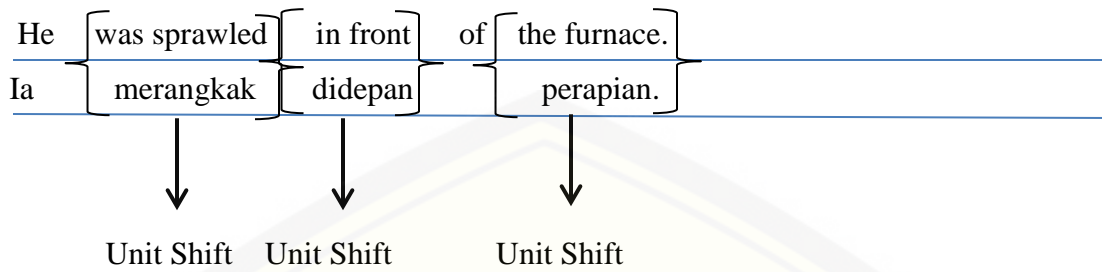 He was sprawled in front of the furnace.
Ia merangkak didepan perapian.
Unit Shift Unit Shift Unit Shift